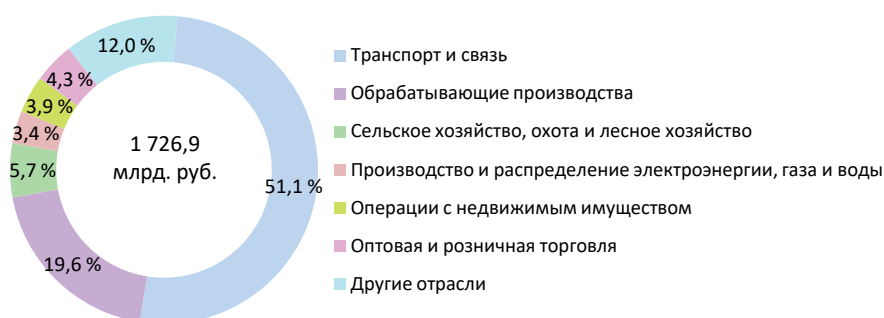 12,0 %
4,3 %
3,9 %
3,4 %
5,7 %
19,6 %
51,1 %
1 726,9
млрд. руб.
Транспорт и связь
Обрабатывающие производства
Сельское хозяйство, охота и лесное хозяйство
Производство и распределение электроэнергии, газа и воды
Операции с недвижимым имуществом
Оптовая и розничная торговля
Другие отрасли